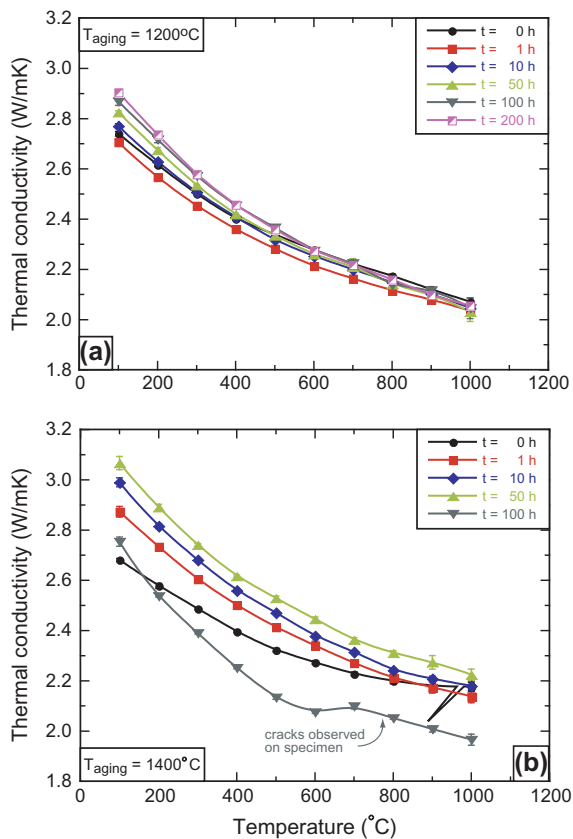 T_aging = 1200°C
t = 0 h
t = 1 h
t = 10 h
t = 50 h
t = 100 h
t = 200 h
Thermal conductivity (W/mK)
3.2
3.0
2.8
2.6
2.4
2.2
2.0
1.8
(a)
0 200 400 600 800 1000 1200
t = 0 h
t = 1 h
t = 10 h
t = 50 h
t = 100 h
Thermal conductivity (W/mK)
3.2
3.0
2.8
2.6
2.4
2.2
2.0
1.8
cracks observed
on specimen
T_aging = 1400°C
(b)
0 200 400 600 800 1000 1200
Temperature (°C)